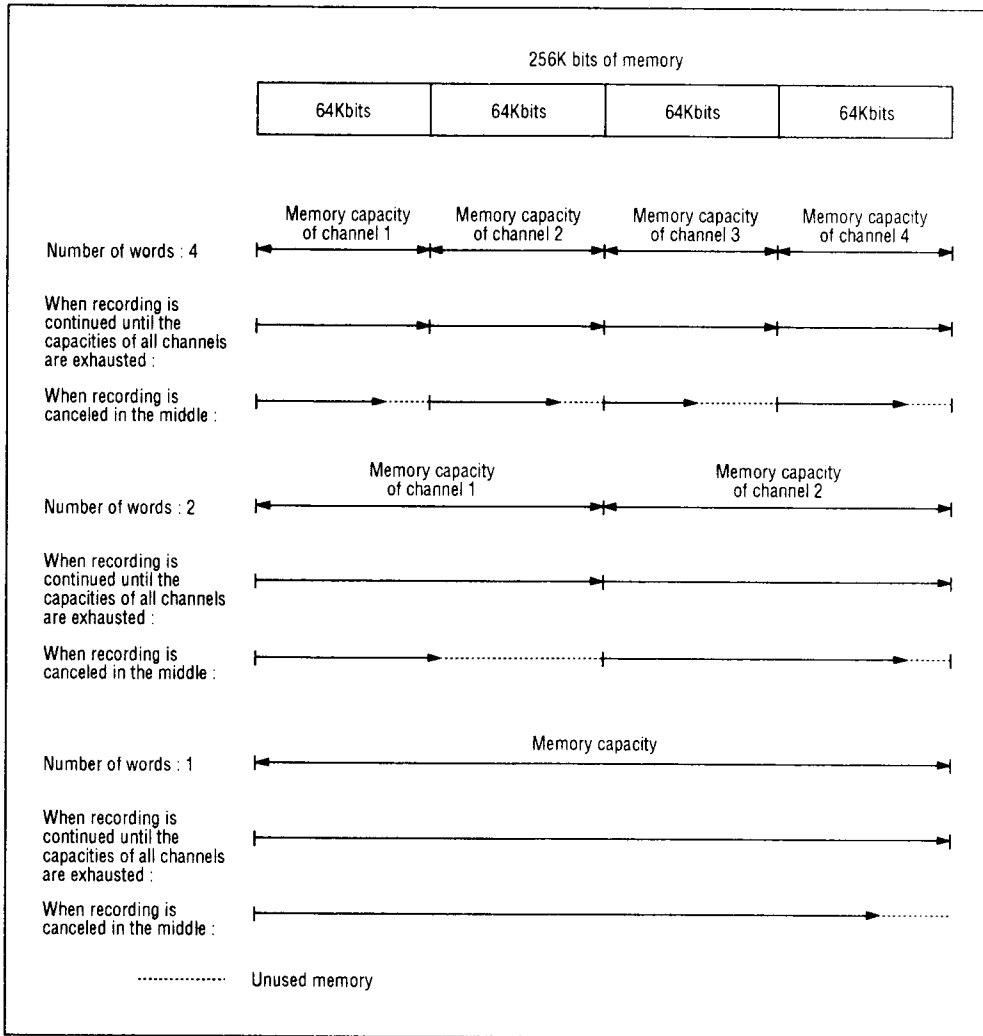 256K bits of memory
64Kbits 64Kbits 64Kbits 64Kbits
Memory capacity of channel 1
Memory capacity of channel 2
Memory capacity of channel 3
Memory capacity of channel 4
Number of words : 4
When recording is
continued until the
capacities of all channels
are exhausted :
When recording is
canceled in the middle :
Memory capacity of channel 1
Memory capacity of channel 2
Number of words : 2
When recording is
continued until the
capacities of all channels
are exhausted :
When recording is
canceled in the middle :
Memory capacity
Number of words : 1
When recording is
continued until the
capacities of all channels
are exhausted :
When recording is
canceled in the middle :
Unused memory